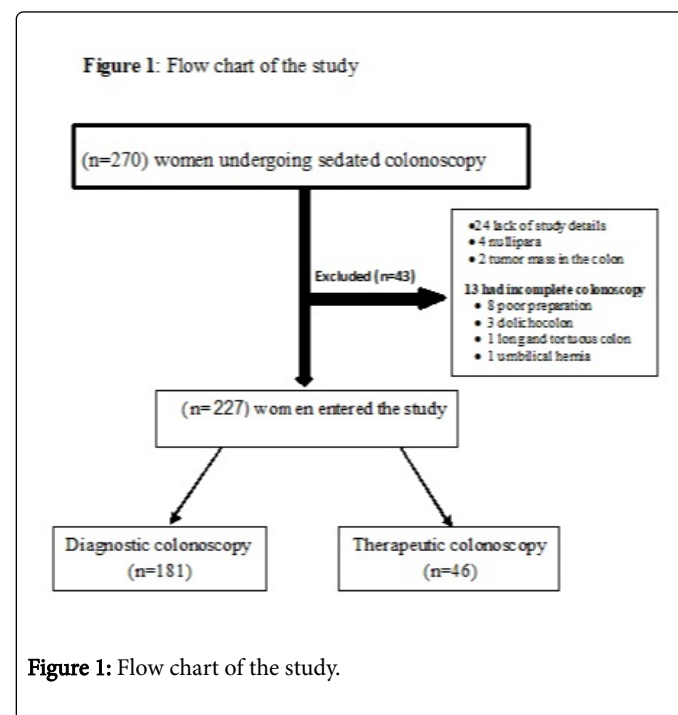 Figure 1: Flow chart of the study
(n=270) women undergoing sedated colonoscopy
•24 lack of study details
• 4 nullipara
• 2 tumor mass in the colon
Excluded (n=43)
13 had incomplete colonoscopy
• 8 poor preparation
• 3 dolichocolon
• 1 long and tortuous colon
• 1 umbilical hernia
(n=227) women entered the study
Diagnostic colonoscopy
(n=181)
Therapeutic colonoscopy
(n=46)
Figure 1: Flow chart of the study.